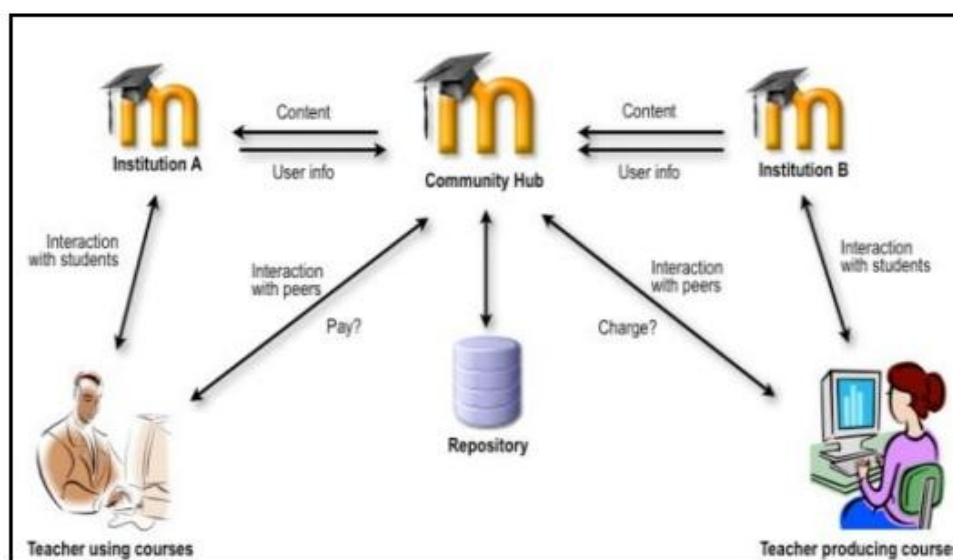 m
m
m
Content
Content
Institution A
User info
Community Hub
User info
Institution B
Interaction
with students
Interaction
with peers
Interaction
with peers
Interaction
with students
Pay?
Charge?
Repository
Teacher using courses
Teacher producing courses